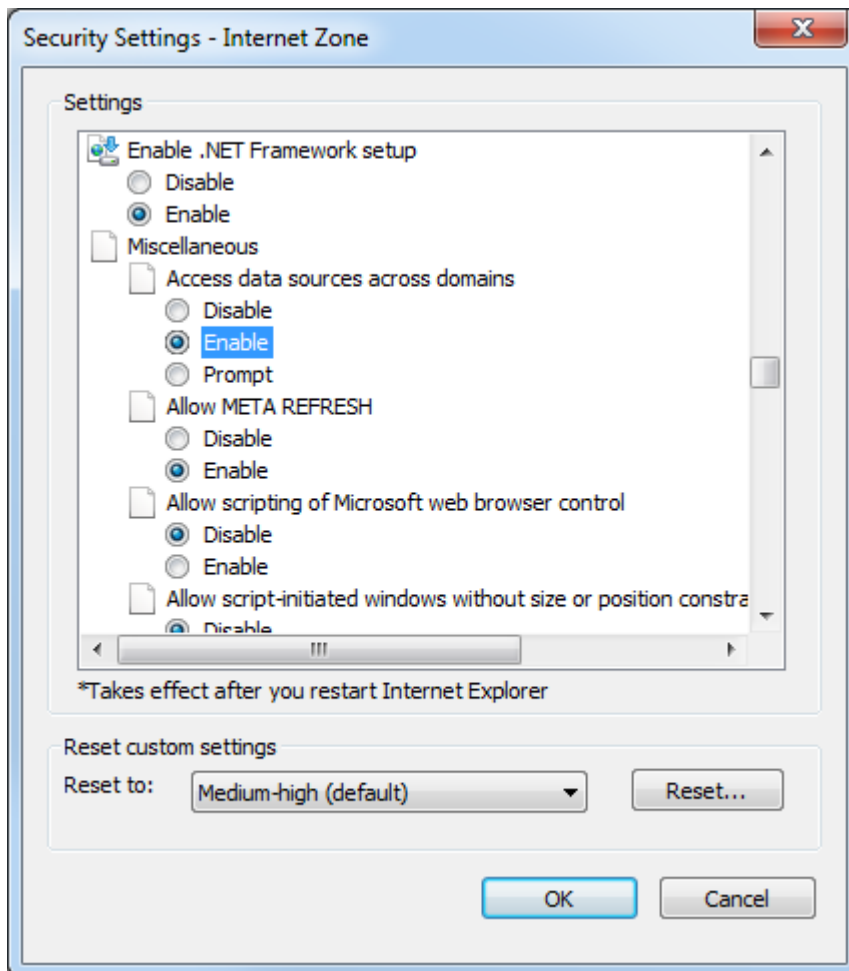 Security Settings - Internet Zone
Settings
Enable .NET Framework setup
Disable
Enable
Miscellaneous
Access data sources across domains
Disable
Enable
Prompt
Allow META REFRESH
Disable
Enable
Allow scripting of Microsoft web browser control
Disable
Enable
Allow script-initiated windows without size or position constra
Disable
*Takes effect after you restart Internet Explorer
Reset custom settings
Reset to: Medium-high (default) Reset...
OK Cancel